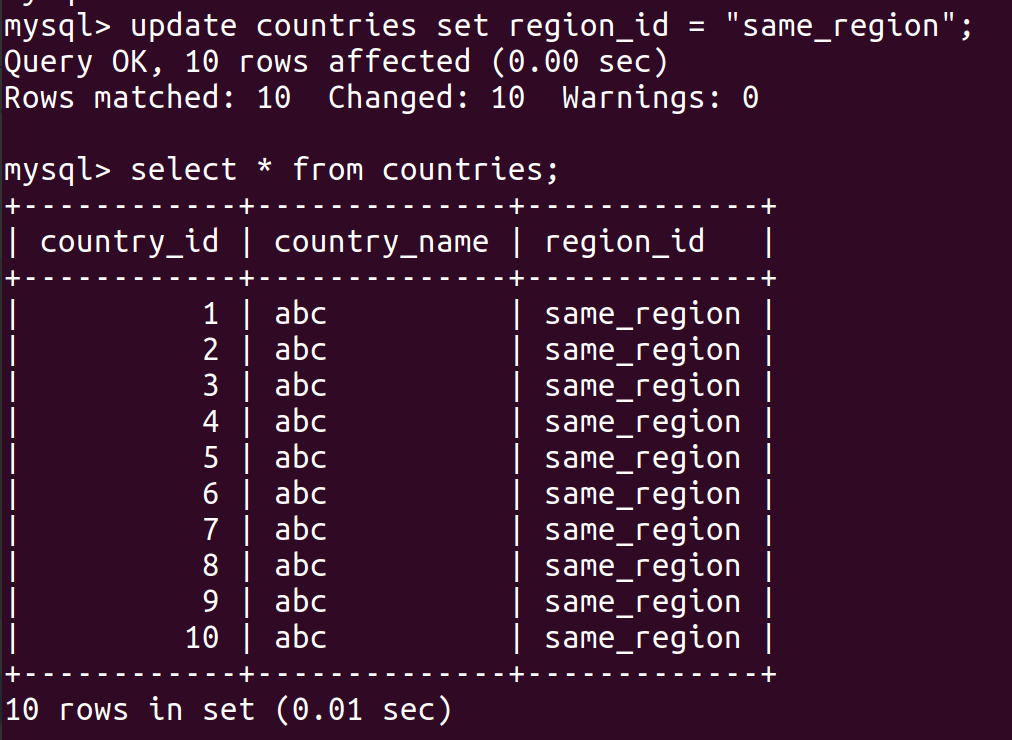 mysql> update countries set region_id = "same_region";
Query OK, 10 rows affected (0.00 sec)
Rows matched: 10  Changed: 10  Warnings: 0

mysql> select * from countries;
+------------+--------------+-------------+
| country_id | country_name | region_id   |
+------------+--------------+-------------+
|          1 | abc          | same_region |
|          2 | abc          | same_region |
|          3 | abc          | same_region |
|          4 | abc          | same_region |
|          5 | abc          | same_region |
|          6 | abc          | same_region |
|          7 | abc          | same_region |
|          8 | abc          | same_region |
|          9 | abc          | same_region |
|         10 | abc          | same_region |
+------------+--------------+-------------+
10 rows in set (0.01 sec)